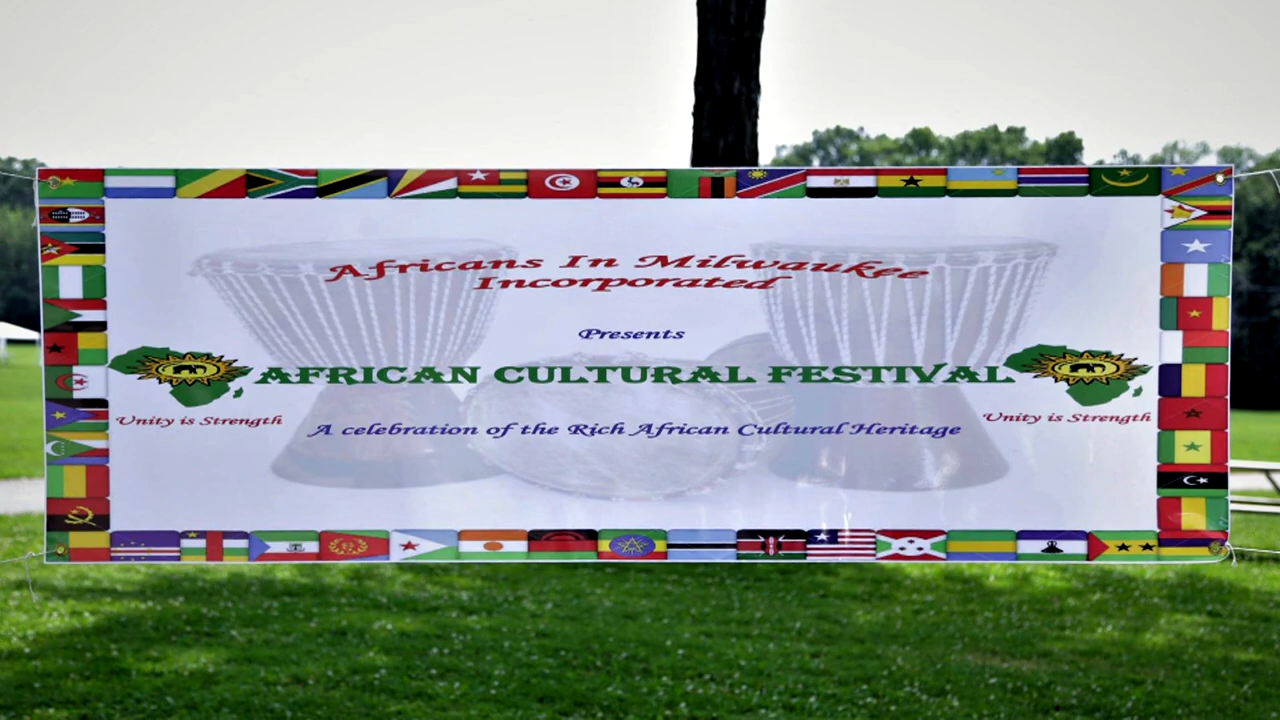 Africans In Milwaukee
Incorporated
Presents
AFRICAN CULTURAL FESTIVAL
Unity is Strength
Unity is Strength
A celebration of the Rich African Cultural Heritage